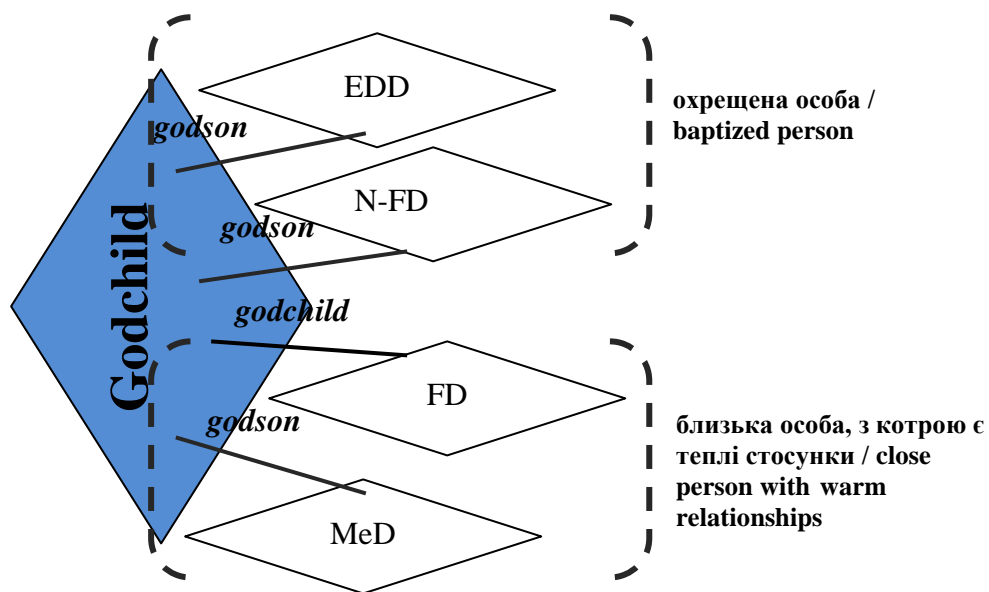 EDD
godson
охрещена особа /
baptized person
N-FD
godson
Godchild
godchild
FD
godson
близька особа, з котрою є
теплі стосунки / close
person with warm
relationships
MeD